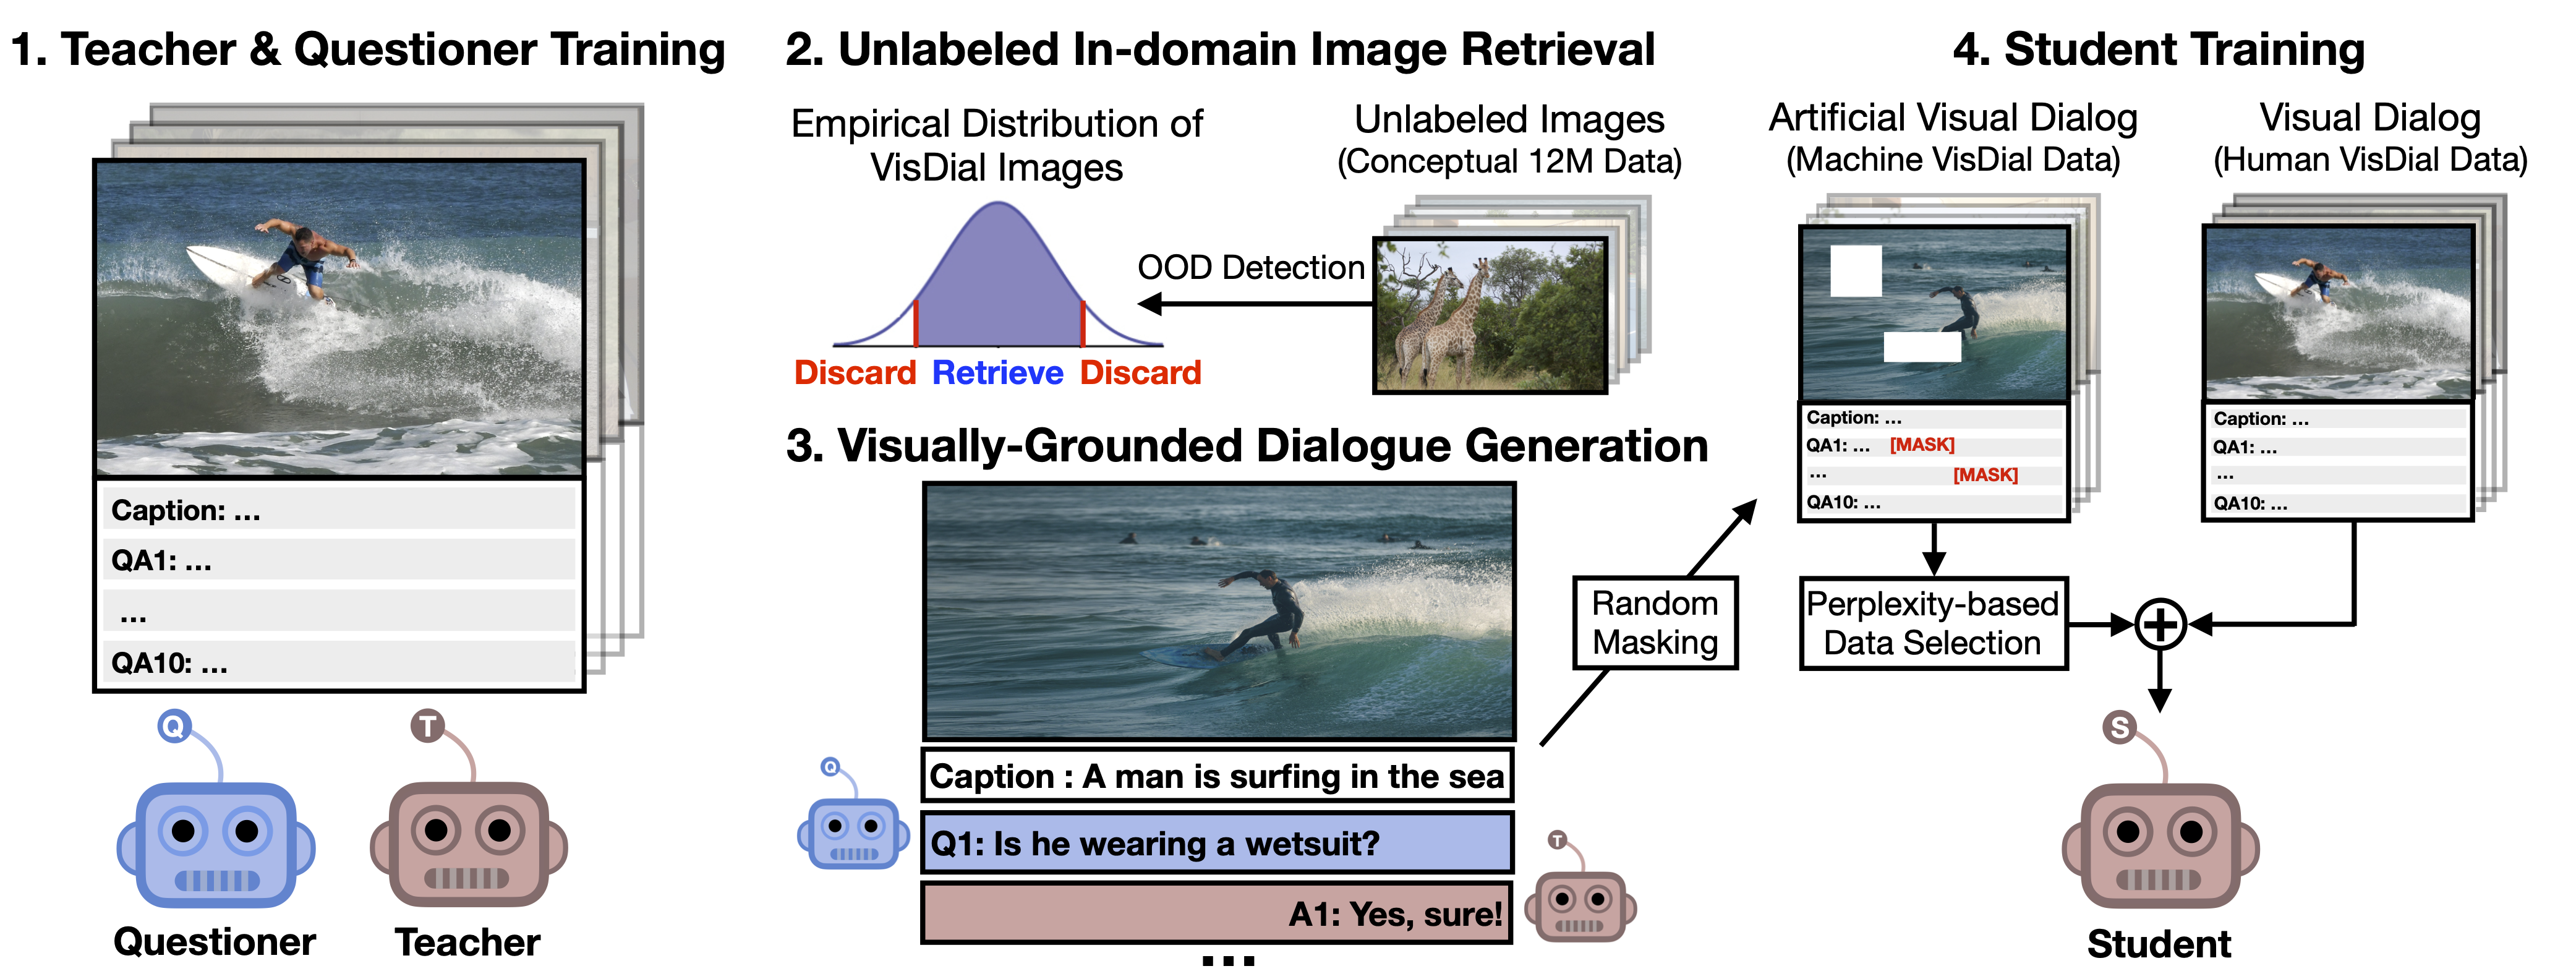 1. Teacher & Questioner Training
Caption: ...
QA1: ...
...
QA10: ...
Q
T
Questioner
Teacher
2. Unlabeled In-domain Image Retrieval
Empirical Distribution of
VisDial Images
Unlabeled Images
(Conceptual 12M Data)
OOD Detection
Discard
Retrieve
Discard
3. Visually-Grounded Dialogue Generation
Caption : A man is surfing in the sea
Q
Q1: Is he wearing a wetsuit?
T
A1: Yes, sure!
...
Random
Masking
4. Student Training
Artificial Visual Dialog
(Machine VisDial Data)
Caption: ...
QA1: ... [MASK]
... [MASK]
QA10: ...
Visual Dialog
(Human VisDial Data)
Caption: ...
QA1: ...
...
QA10: ...
Perplexity-based
Data Selection
+
S
Student